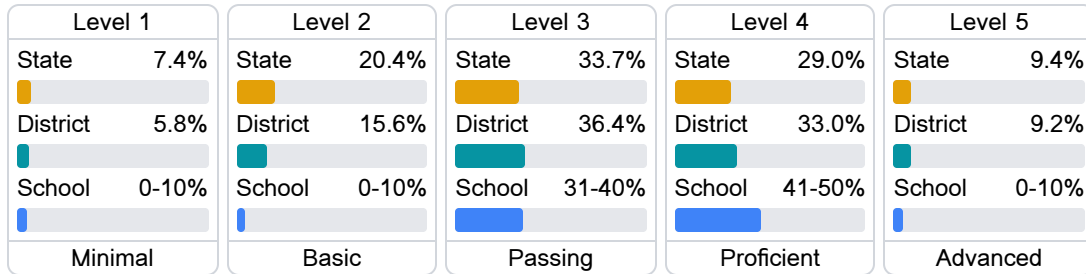 Level 1
State 7.4%
District 5.8%
School 0-10%
Minimal
Level 2
State 20.4%
District 15.6%
School 0-10%
Basic
Level 3
State 33.7%
District 36.4%
School 31-40%
Passing
Level 4
State 29.0%
District 33.0%
School 41-50%
Proficient
Level 5
State 9.4%
District 9.2%
School 0-10%
Advanced